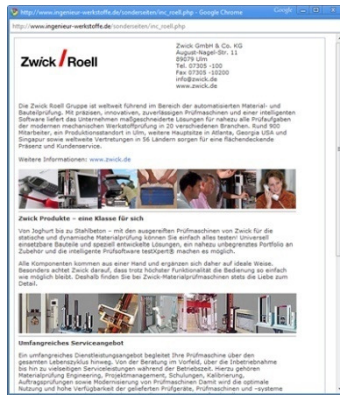 http://www.ingenieur-werkstoffe.de/sonderseiten/inc_roell.php - Google Chrome
Google
http://www.ingenieur-werkstoffe.de/sonderseiten/inc_roell.php
Zwick / Roell
Zwick GmbH & Co. KG
August-Nagel-Str. 11
89079 Ulm
Tel. 07305 -100
Fax 07305 -10200
info@zwick.de
www.zwick.de
Die Zwick Roell Gruppe ist weltweit führend im Bereich der automatisierten Material- und
Bauteilprüfung. Mit präzisen, innovativen, zuverlässigen Prüfmaschinen und einer intelligenten
Software liefert das Unternehmen maßgeschneiderte Lösungen für nahezu alle Prüfaufgaben
der modernen mechanischen Werkstoffprüfung in 20 verschiedenen Branchen. Rund 900
Mitarbeiter, ein Produktionsstandort in Ulm, weitere Hauptsitze in Atlanta, Georgia USA und
Singapur sowie weltweite Vertretungen in 56 Ländern sorgen für eine flächendeckende
Präsenz und Kundenservice.
Weitere Informationen: www.zwick.de
Zwick Produkte – eine Klasse für sich
Von Joghurt bis zu Stahlbeton – mit den ausgereiften Prüfmaschinen von Zwick für die
statische und dynamische Materialprüfung können Sie einfach alles testen! Universell
einsetzbare Bauteile und speziell entwickelte Lösungen, ein nahezu unbegrenztes Portfolio an
Zubehör und die intelligente Prüfsoftware testXpert® machen es möglich.
Alle Komponenten kommen aus einer Hand und ergänzen sich daher auf ideale Weise.
Besonders achtet Zwick darauf, dass trotz höchster Funktionalität die Bedienung so einfach
wie möglich bleibt. Deshalb finden Sie bei Zwick-Materialprüfmaschinen stets die Liebe zum
Detail.
Umfangreiches Serviceangebot
Ein umfangreiches Dienstleistungsangebot begleitet Ihre Prüfmaschine über den
gesamten Lebenszyklus hinweg. Von der Beratung im Vorfeld, über die Inbetriebnahme
bis hin zu vielseitigen Serviceleistungen während der Betriebszeit. Hierzu gehören
Materialprüfung Engineering, Projektmanagement, Schulungen, Kalibrierung,
Auftragsprüfungen sowie Modernisierung von Prüfmaschinen Damit wird die optimale
Nutzung und hohe Verfügbarkeit der gelieferten Prüfgeräte, Prüfmaschinen und -systeme